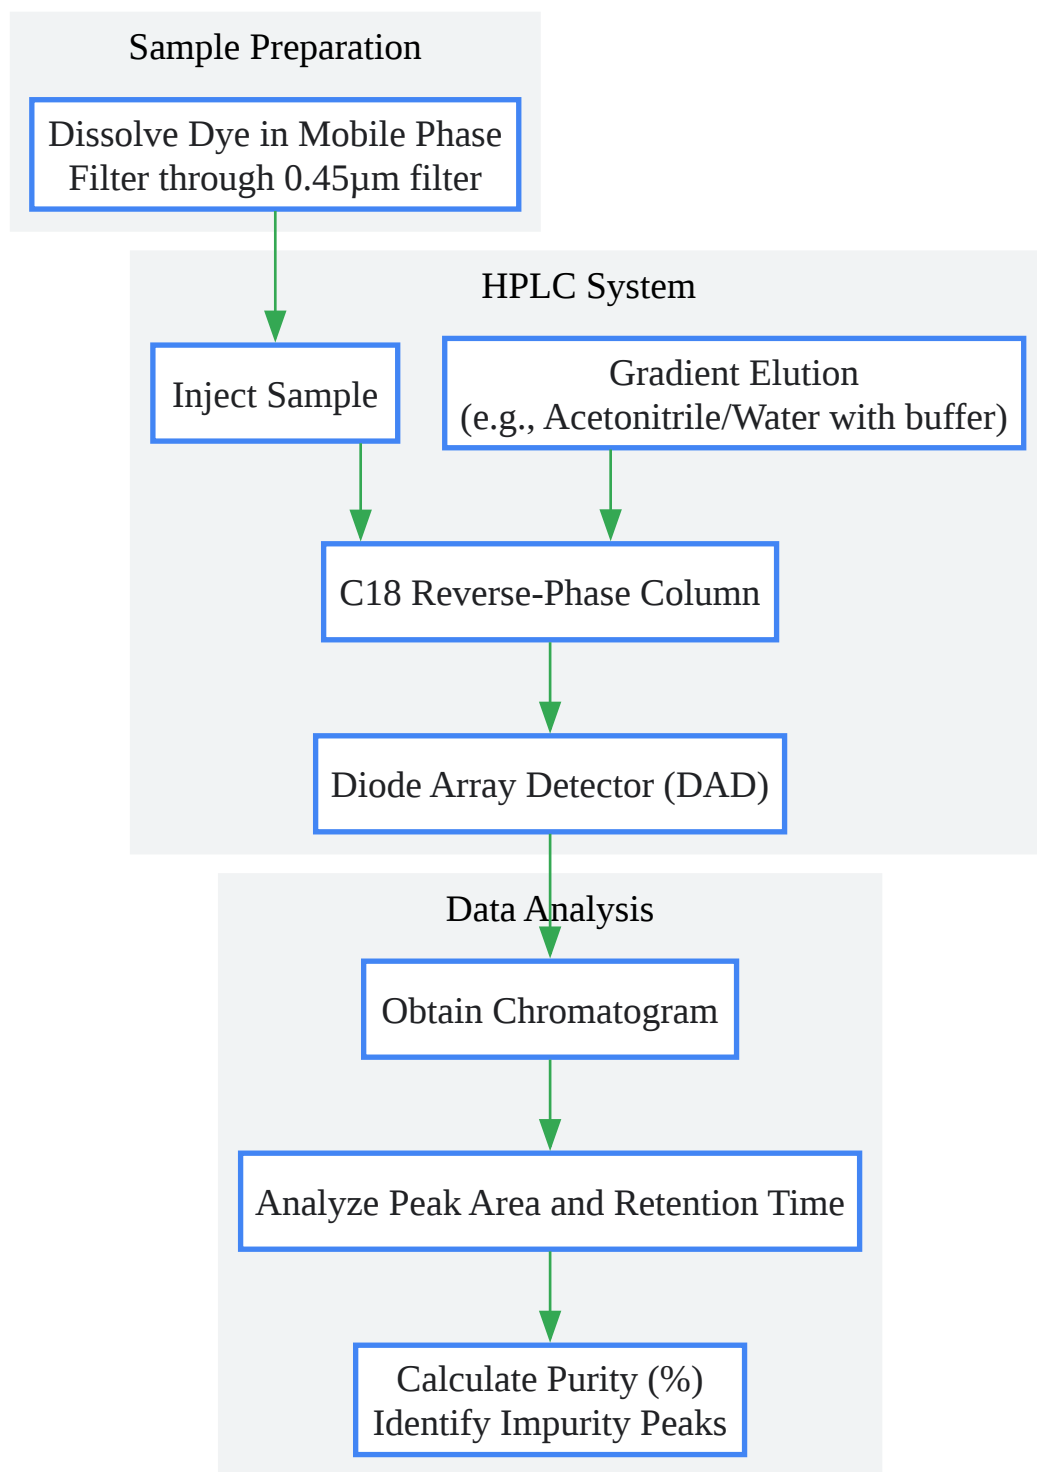 Sample Preparation
Dissolve Dye in Mobile Phase
Filter through 0.45µm filter
HPLC System
Inject Sample
Gradient Elution
(e.g., Acetonitrile/Water with buffer)
C18 Reverse-Phase Column
Diode Array Detector (DAD)
Data Analysis
Obtain Chromatogram
Analyze Peak Area and Retention Time
Calculate Purity (%)
Identify Impurity Peaks